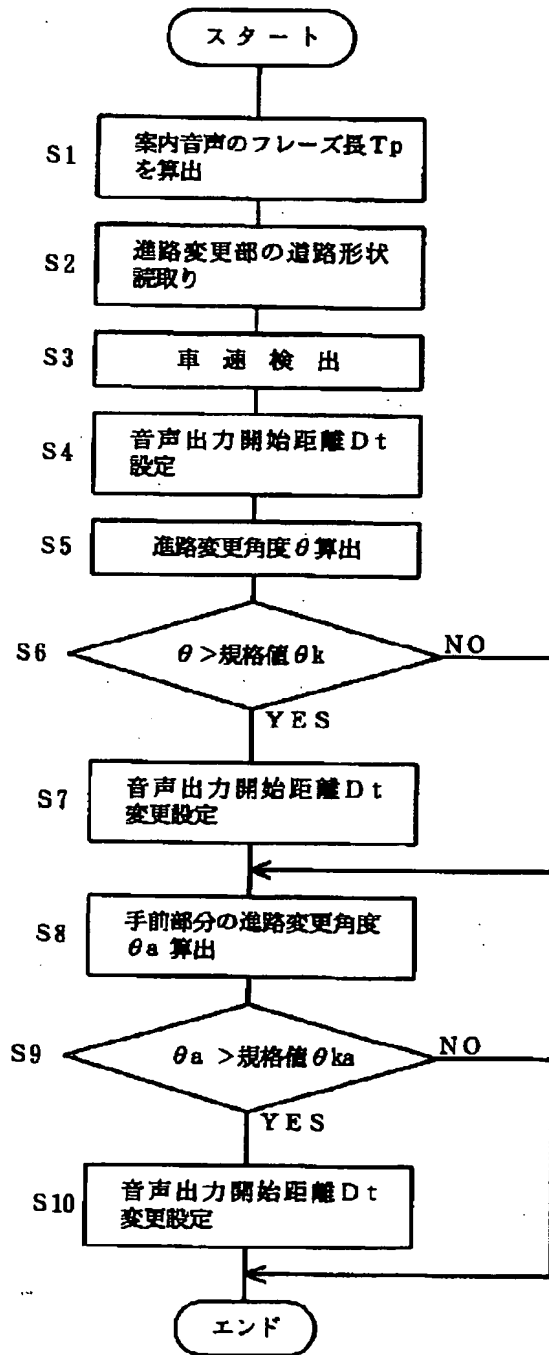 スタート
S1
案内音声のフレーズ長Tp
を算出
S2
進路変更部の道路形状
読取り
S3
車速検出
S4
音声出力開始距離Dt
設定
S5
進路変更角度θ算出
S6
θ>規格値θk
NO
YES
S7
音声出力開始距離Dt
変更設定
S8
手前部分の進路変更角度
θa 算出
S9
θa >規格値θka
NO
YES
S10
音声出力開始距離Dt
変更設定
エンド